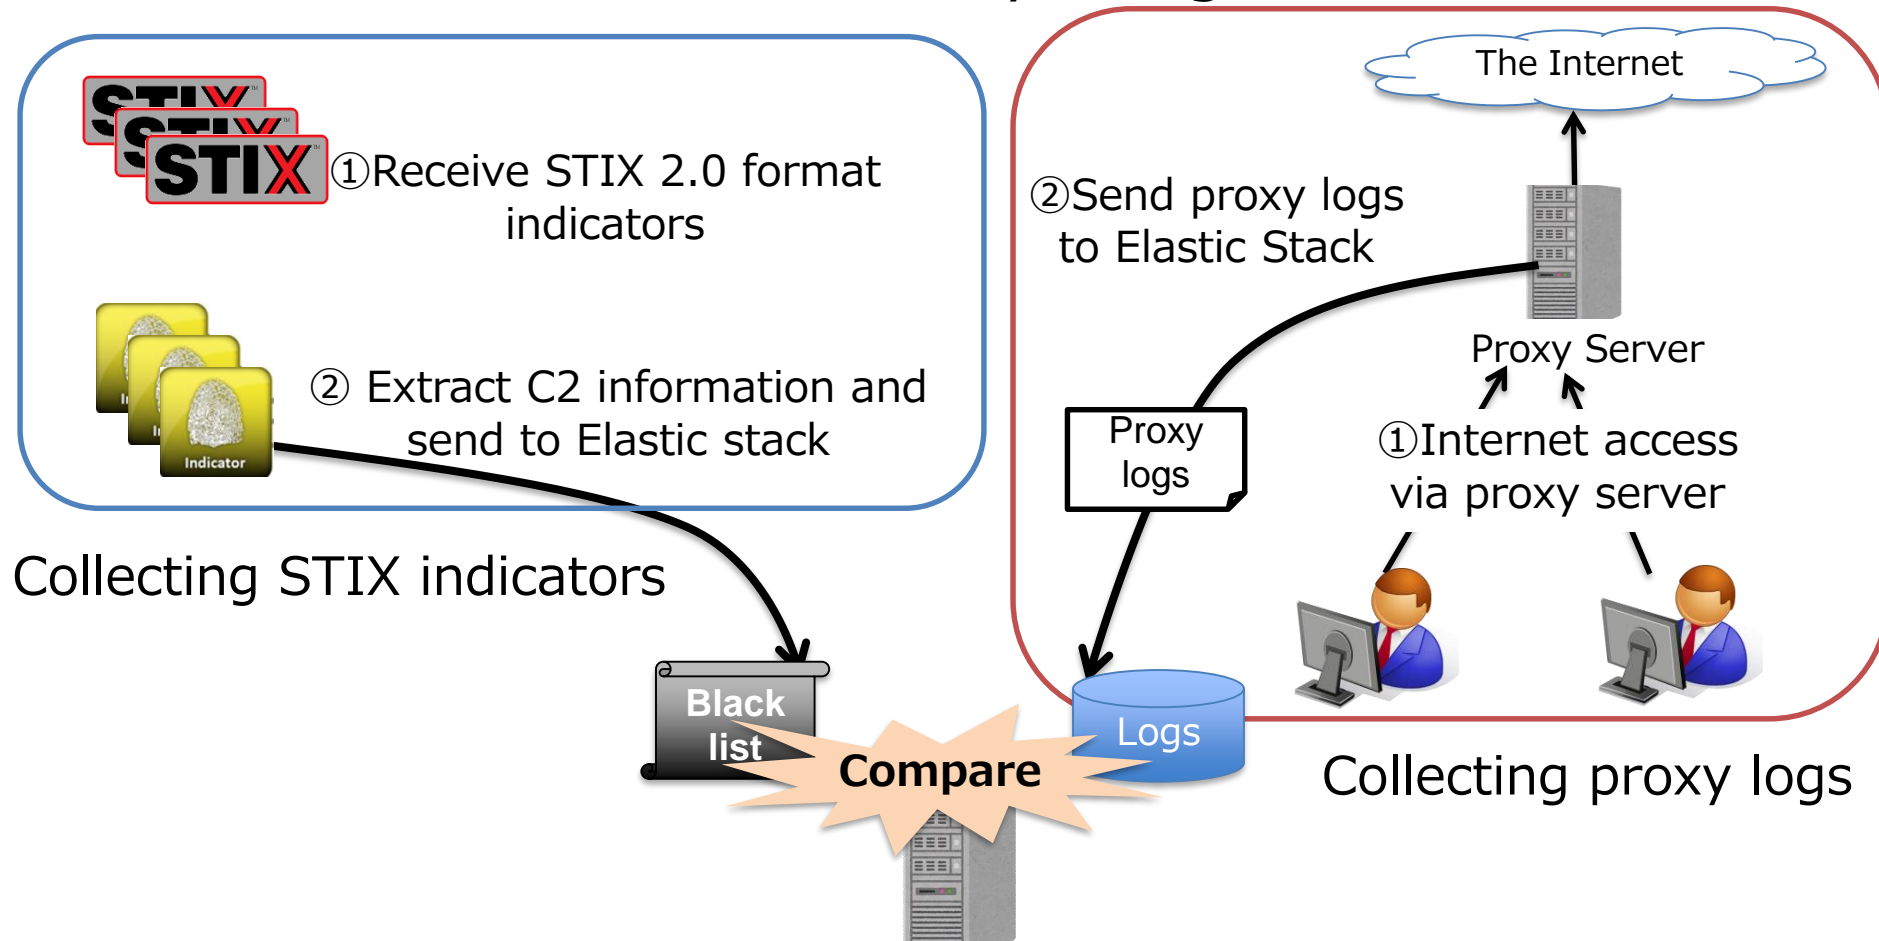 STIX
STIX
STIX™
①Receive STIX 2.0 format
indicators
② Extract C2 information and
send to Elastic stack
Indicator
Collecting STIX indicators
Black
list
Compare
The Internet
②Send proxy logs
to Elastic Stack
Proxy Server
Proxy
logs
①Internet access
via proxy server
Logs
Collecting proxy logs